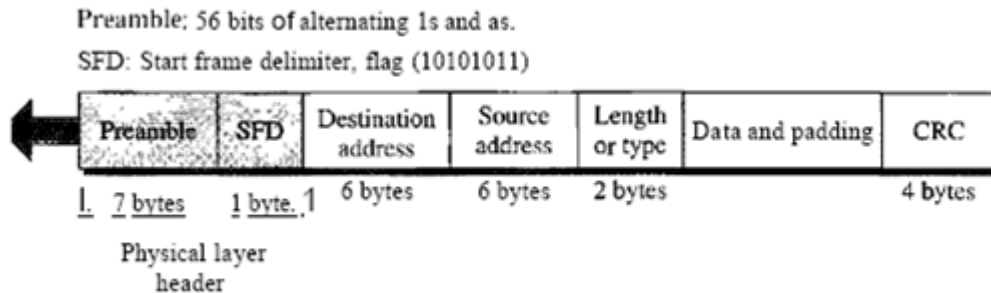 Preamble: 56 bits of alternating 1s and as.
SFD: Start frame delimiter, flag (10101011)
Preamble SFD Destination address Source address Length or type Data and padding CRC
l. 7 bytes 1 byte. .1 6 bytes 6 bytes 2 bytes 4 bytes
Physical layer
header